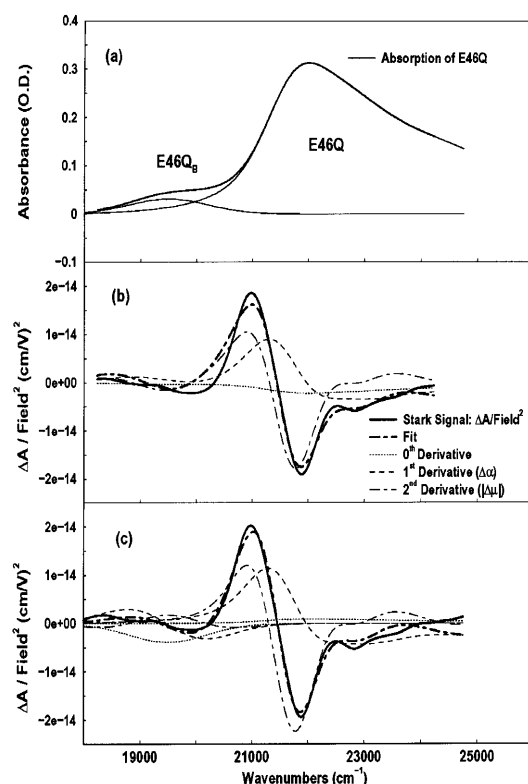 (a)
Absorption of E46Q
Absorbance (O.D.)
0.4
0.3
0.2
0.1
0
−0.1
E46Q_B
E46Q
(b)
ΔA / Field² (cm/V)²
2e−14
1e−14
0e+00
−1e−14
−2e−14
Stark Signal: ΔA/Field²
Fit
0th Derivative
1st Derivative (Δα)
2nd Derivative (|Δμ|)
(c)
ΔA / Field² (cm/V)²
2e−14
1e−14
0e+00
−1e−14
−2e−14
19000 21000 23000 25000
Wavenumbers (cm⁻¹)